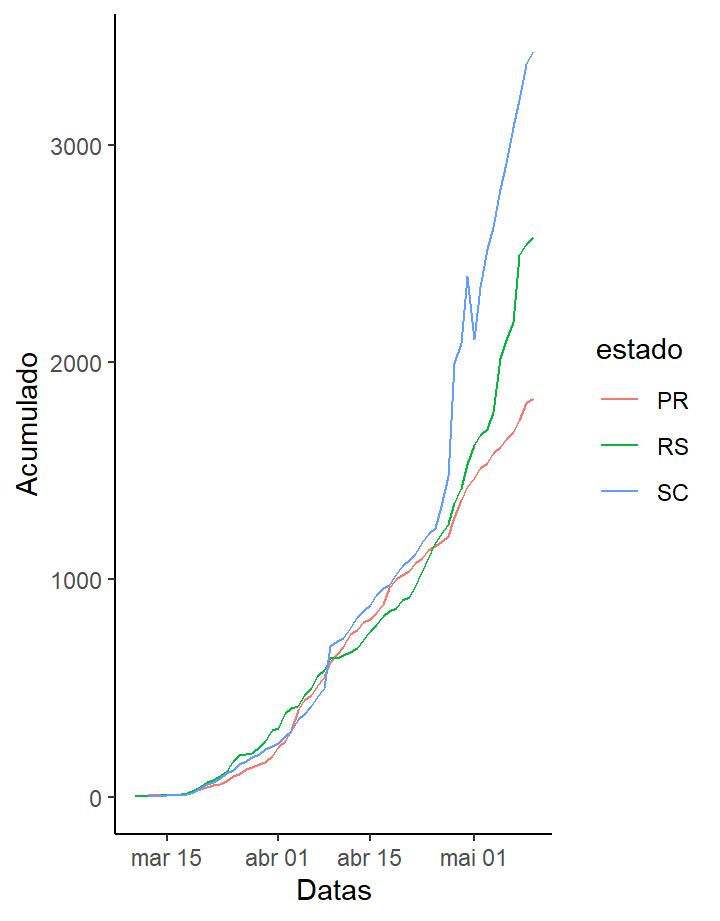 3000
2000
1000
0
Acumulado
mar 15
abr 01
abr 15
mai 01
Datas
estado
PR
RS
SC